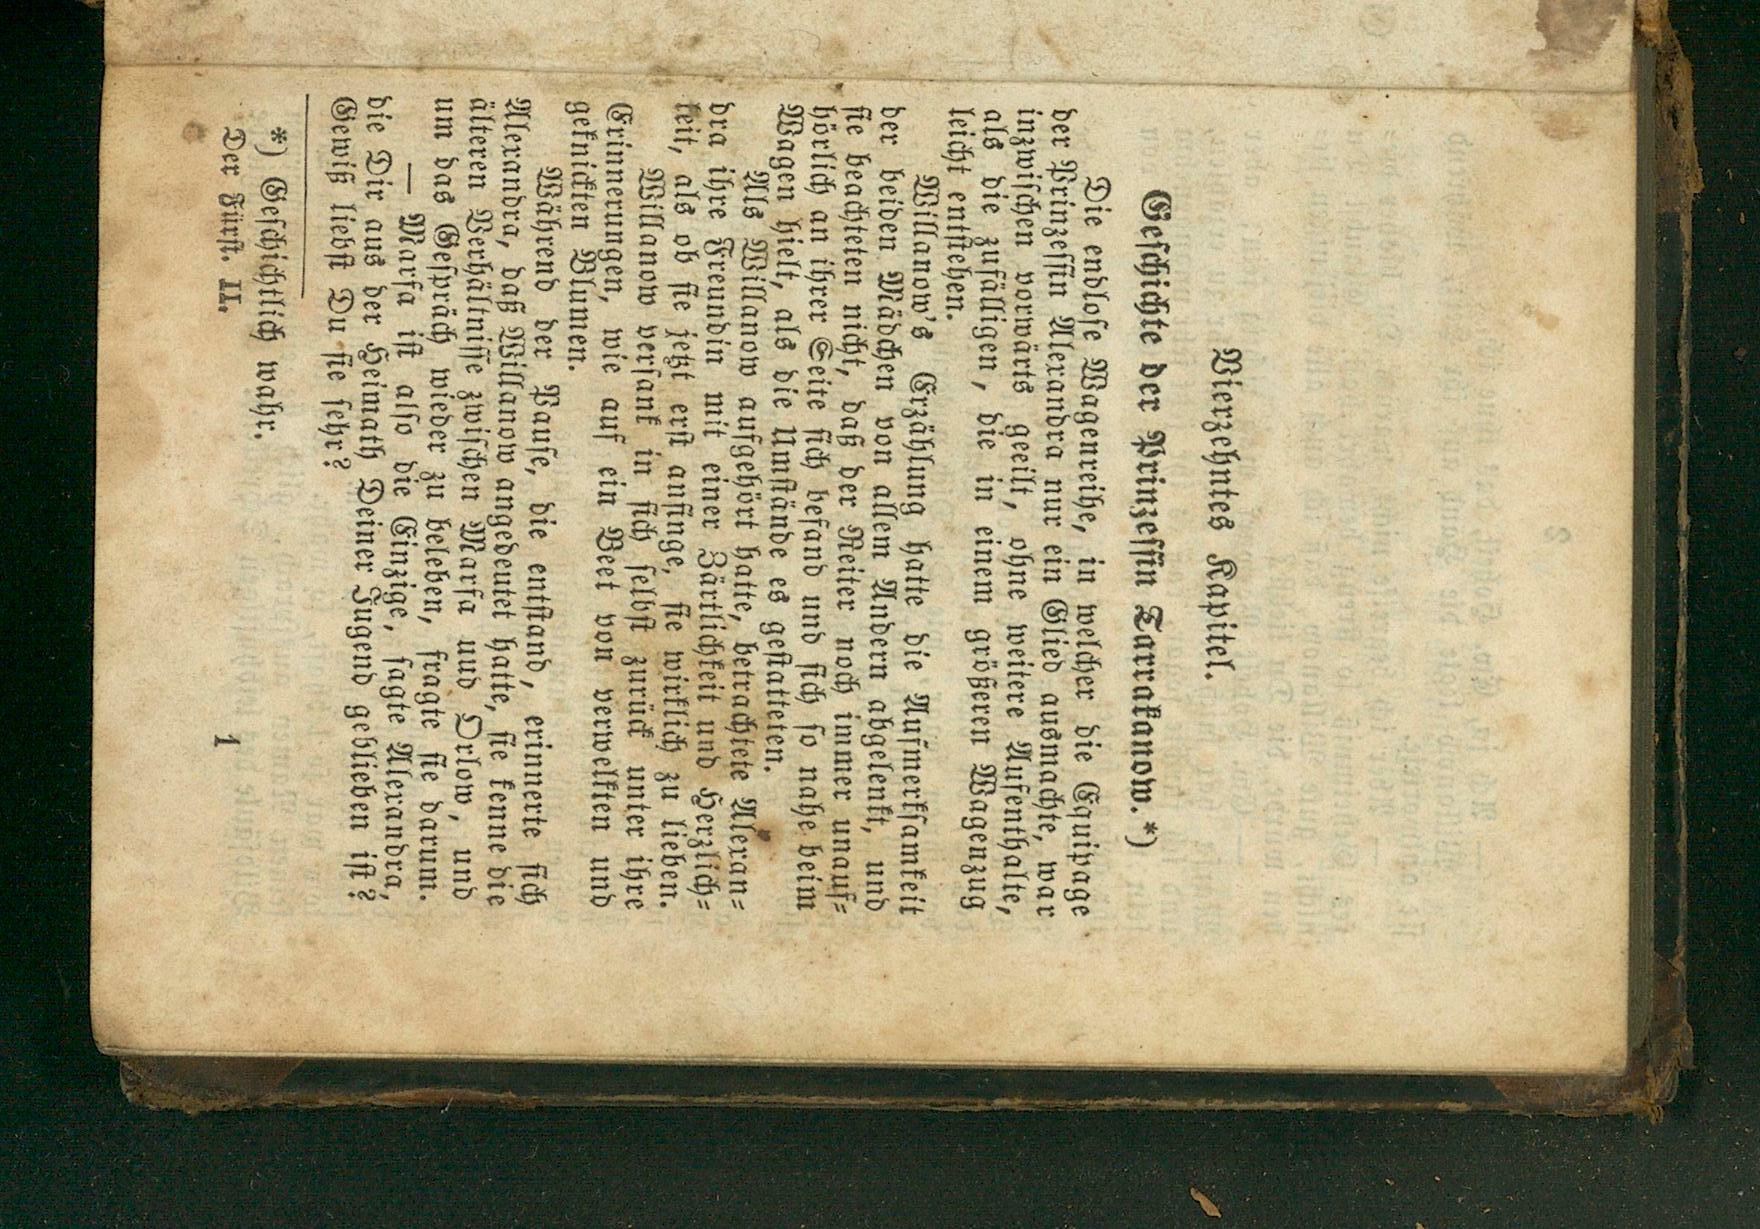 Vierzehntes Kapitel.
Geschichte der Prinzessin Tarrakanow.*)
Die endlose Wagenreihe, in welcher die Equipage
der Prinzessin Alexandra nur ein Glied ausmachte, war
inzwischen vorwärts geeilt, ohne weitere Aufenthalte,
als die zufälligen, die in einem größeren Wagenzug
leicht entstehen.
Willanow's Erzählung hatte die Aufmerksamkeit
der beiden Mädchen von allem Andern abgelenkt, und
sie beachteten nicht, daß der Reiter noch immer unauf=
hörlich an ihrer Seite sich befand und sich so nahe beim
Wagen hielt, als die Umstände es gestatteten.
Als Willanow aufgehört hatte, betrachtete Alexan=
dra ihre Freundin mit einer Zärtlichkeit und Herzlich=
keit, als ob sie jetzt erst anfinge, sie wirklich zu lieben.
Willanow versank in sich selbst zurück unter ihre
Erinnerungen, wie auf ein Beet von verwelkten und
geknickten Blumen.
Während der Pause, die entstand, erinnerte sich
Alexandra, daß Willanow angedeutet hatte, sie kenne die
älteren Verhältnisse zwischen Marfa und Orlow, und
um das Gespräch wieder zu beleben, fragte sie darum.
— Marfa ist also die Einzige, sagte Alexandra,
die Dir aus der Heimath Deiner Jugend geblieben ist?
Gewiß liebst Du sie sehr?
*) Geschichtlich wahr.
Der Fürst. II. 1